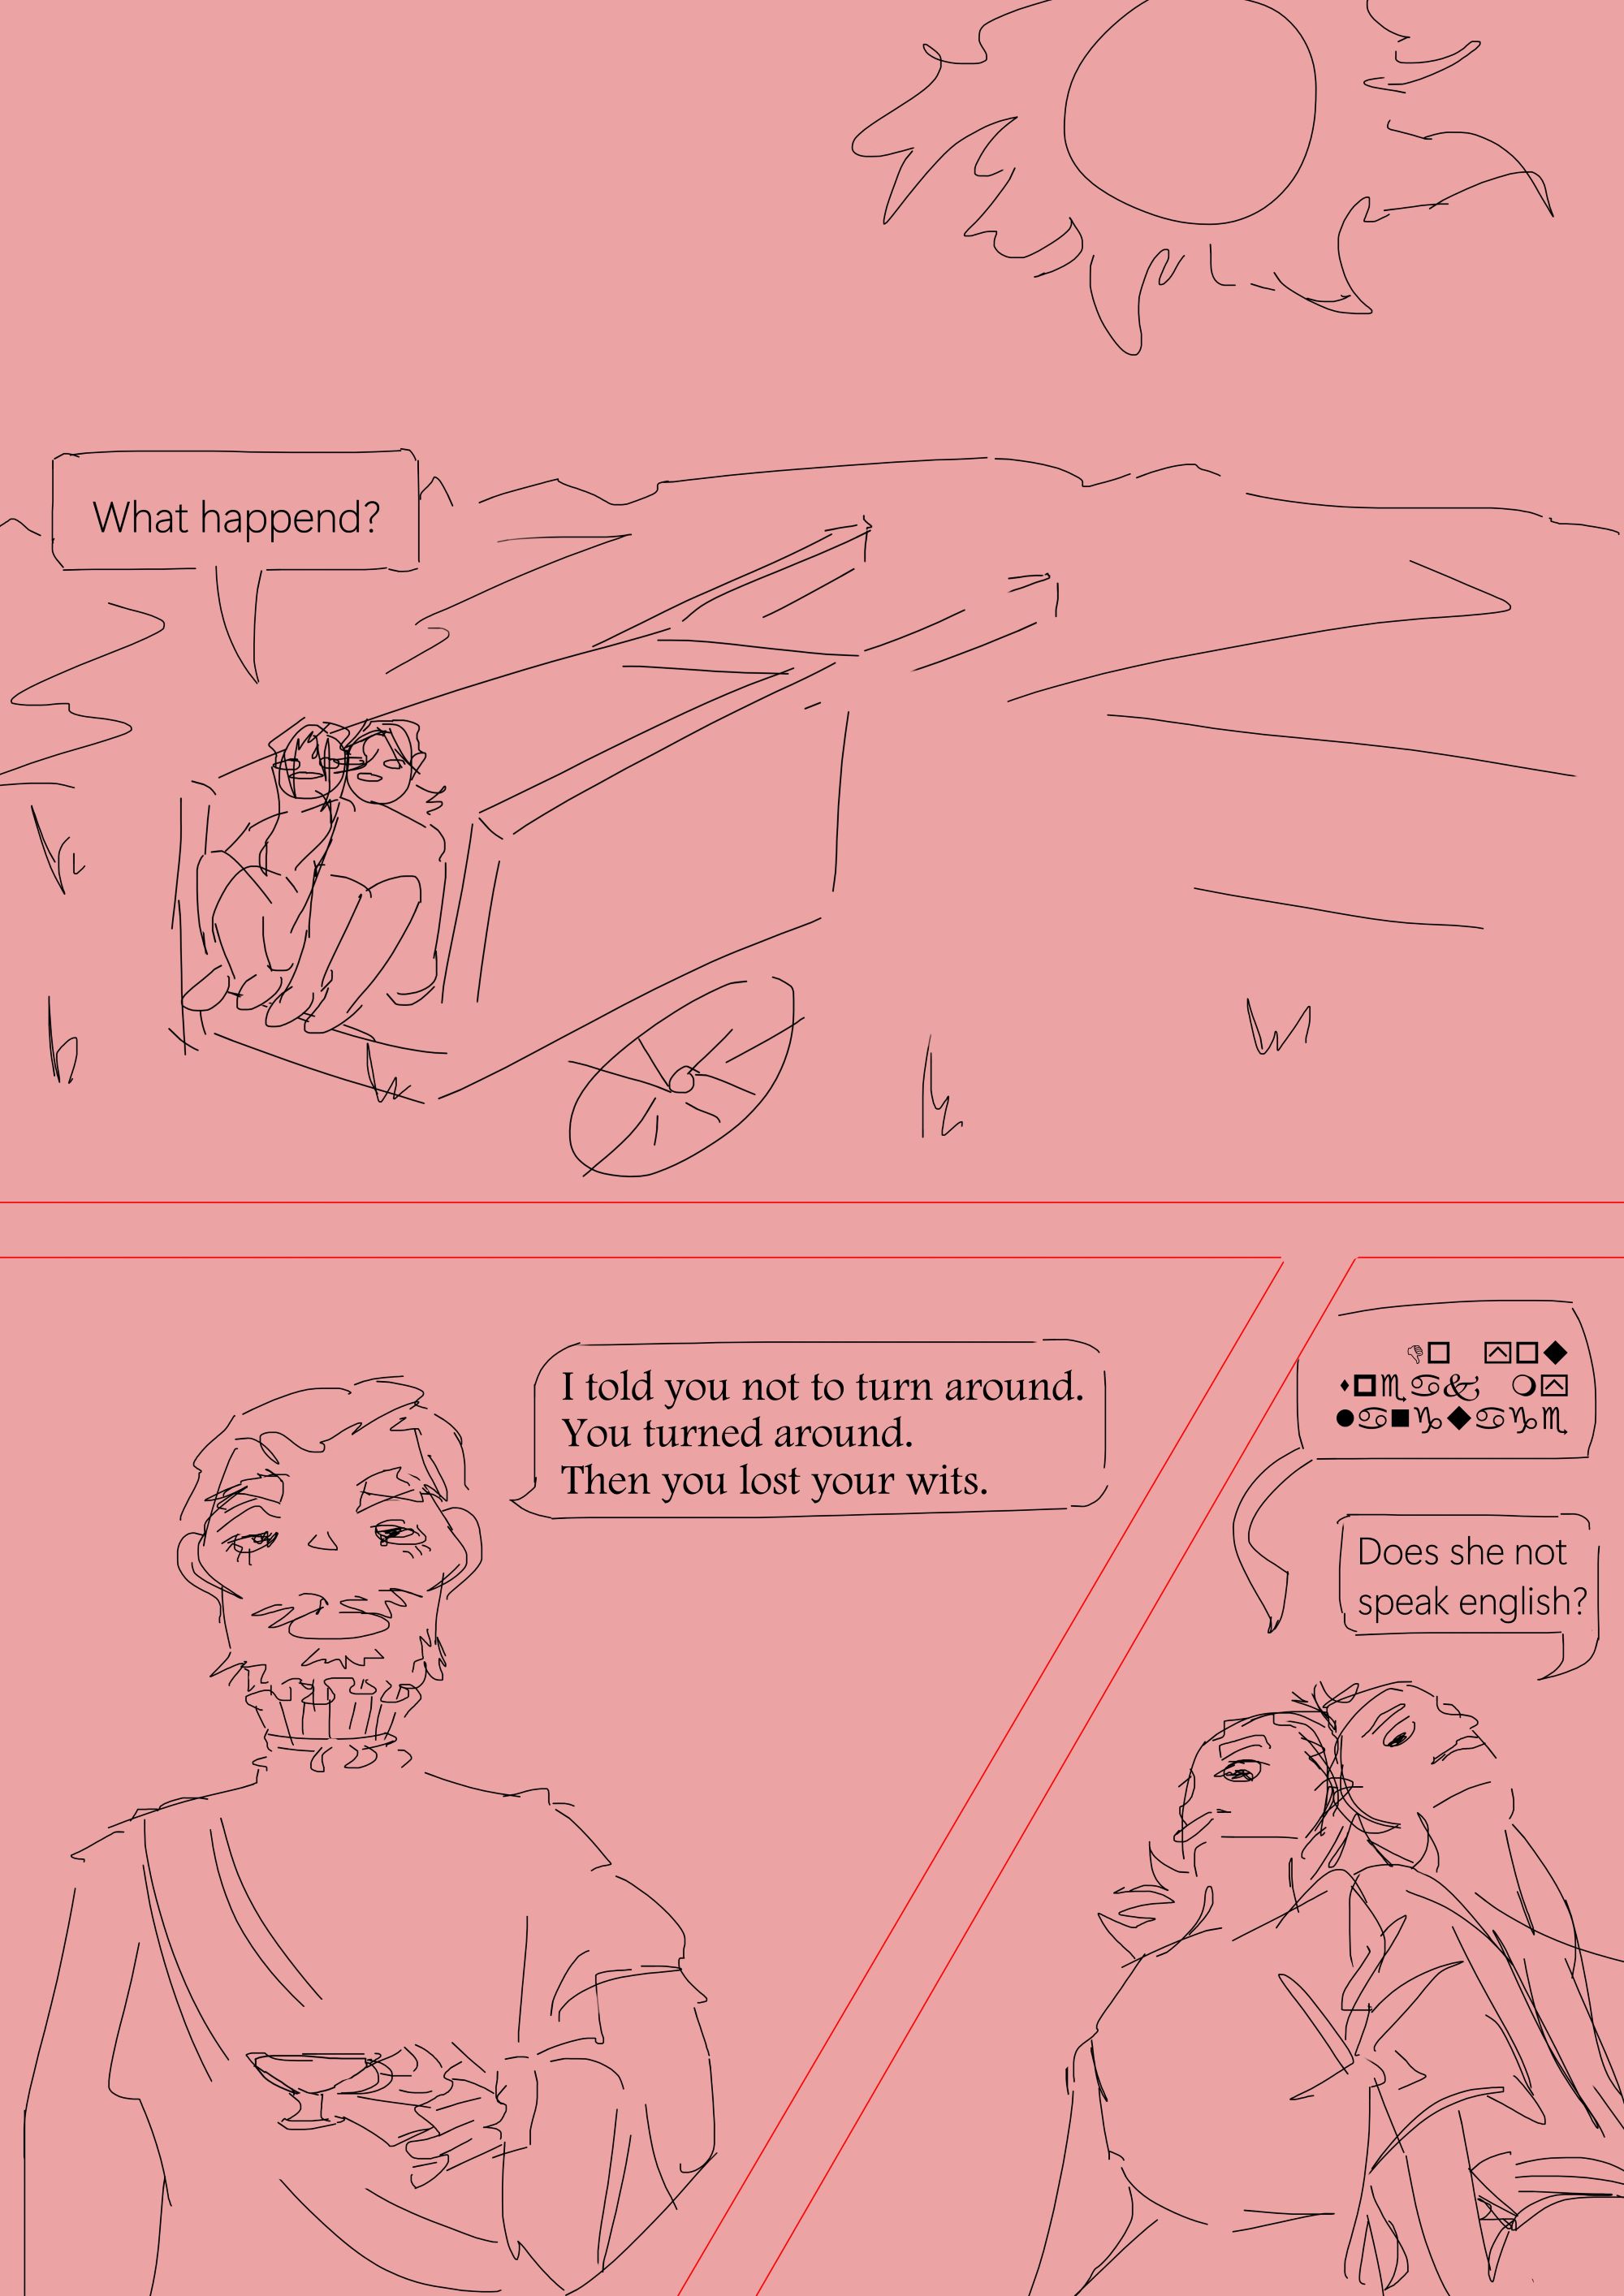 What happend?
I told you not to turn around.
You turned around.
Then you lost your wits.
👎□ ⍓□◆
⬧◻♏♋🙵 ❍⍓
●♋■♑◆♋♑♏
Does she not
speak english?